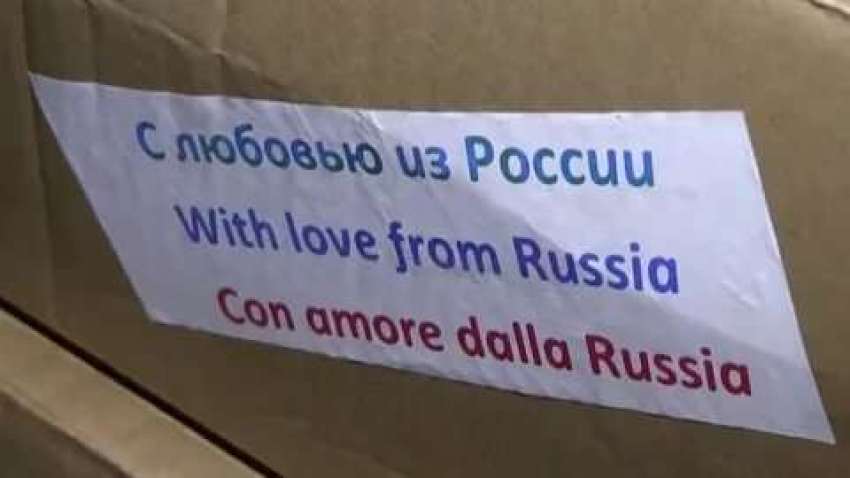 С любовью из России
With love from Russia
Con amore dalla Russia